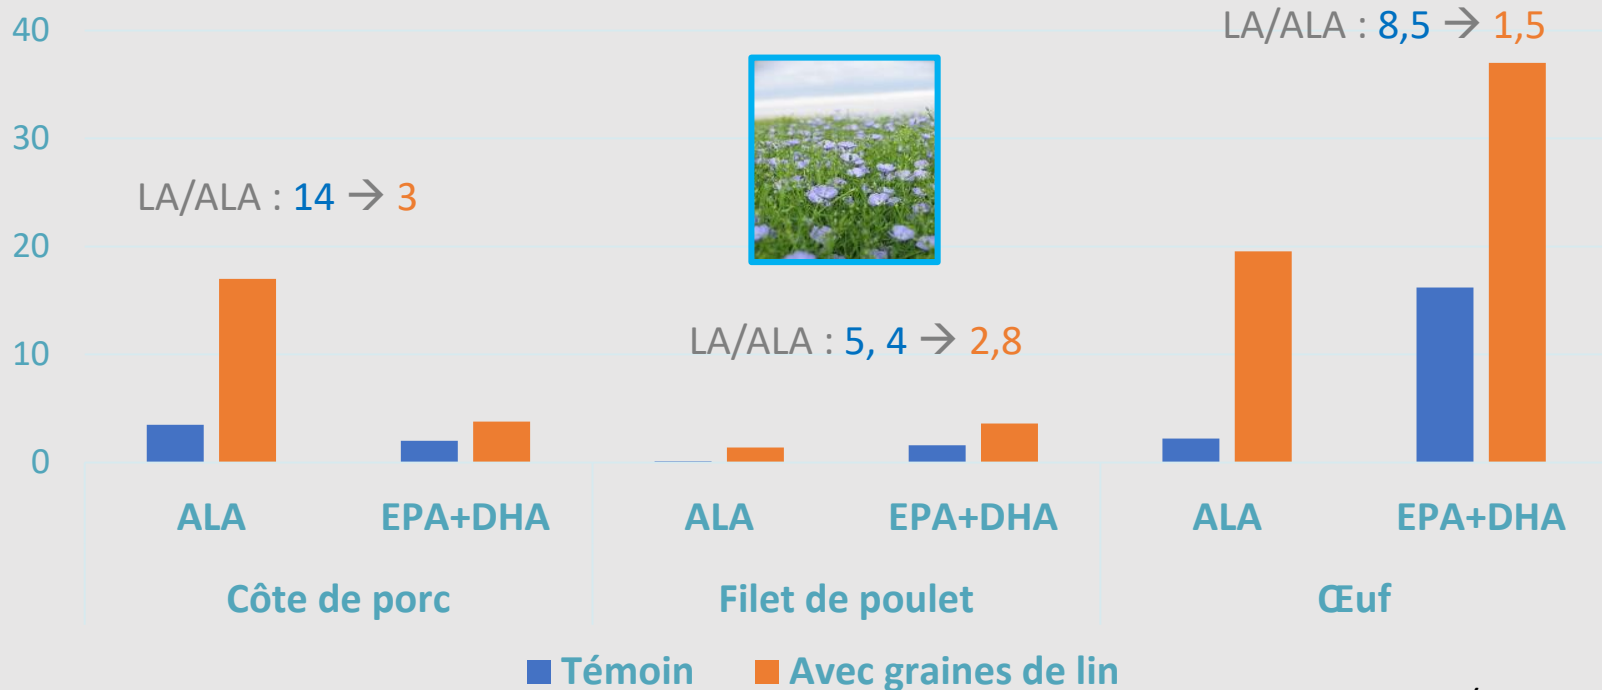 40
LA/ALA : 8,5 → 1,5
30
LA/ALA : 14 → 3
20
LA/ALA : 5, 4 → 2,8
10
0
ALA EPA+DHA ALA EPA+DHA ALA EPA+DHA
Côte de porc Filet de poulet Œuf
Témoin Avec graines de lin